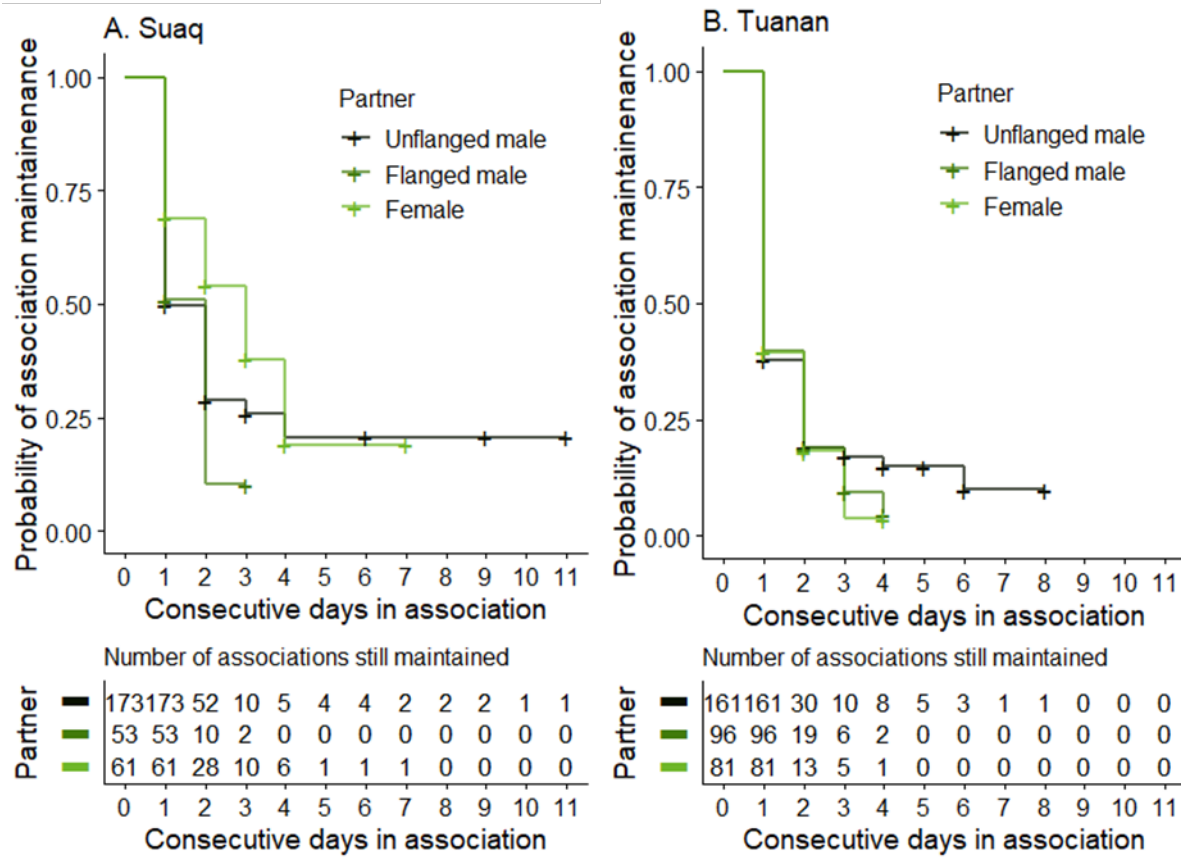 A. Suaq
Probability of association maintainenance
1.00
0.75
0.50
0.25
0.00
Partner
Unflanged male
Flanged male
Female
0 1 2 3 4 5 6 7 8 9 10 11
Consecutive days in association
Number of associations still maintained
Partner
173 173 52 10 5 4 4 2 2 2 1 1
53 53 10 2 0 0 0 0 0 0 0 0
61 61 28 10 6 1 1 1 0 0 0 0
0 1 2 3 4 5 6 7 8 9 10 11
Consecutive days in association
B. Tuanan
Probability of association maintainenance
1.00
0.75
0.50
0.25
0.00
Partner
Unflanged male
Flanged male
Female
0 1 2 3 4 5 6 7 8 9 10 11
Consecutive days in association
Number of associations still maintained
Partner
161 161 30 10 8 5 3 1 1 0 0 0
96 96 19 6 2 0 0 0 0 0 0 0
81 81 13 5 1 0 0 0 0 0 0 0
0 1 2 3 4 5 6 7 8 9 10 11
Consecutive days in association